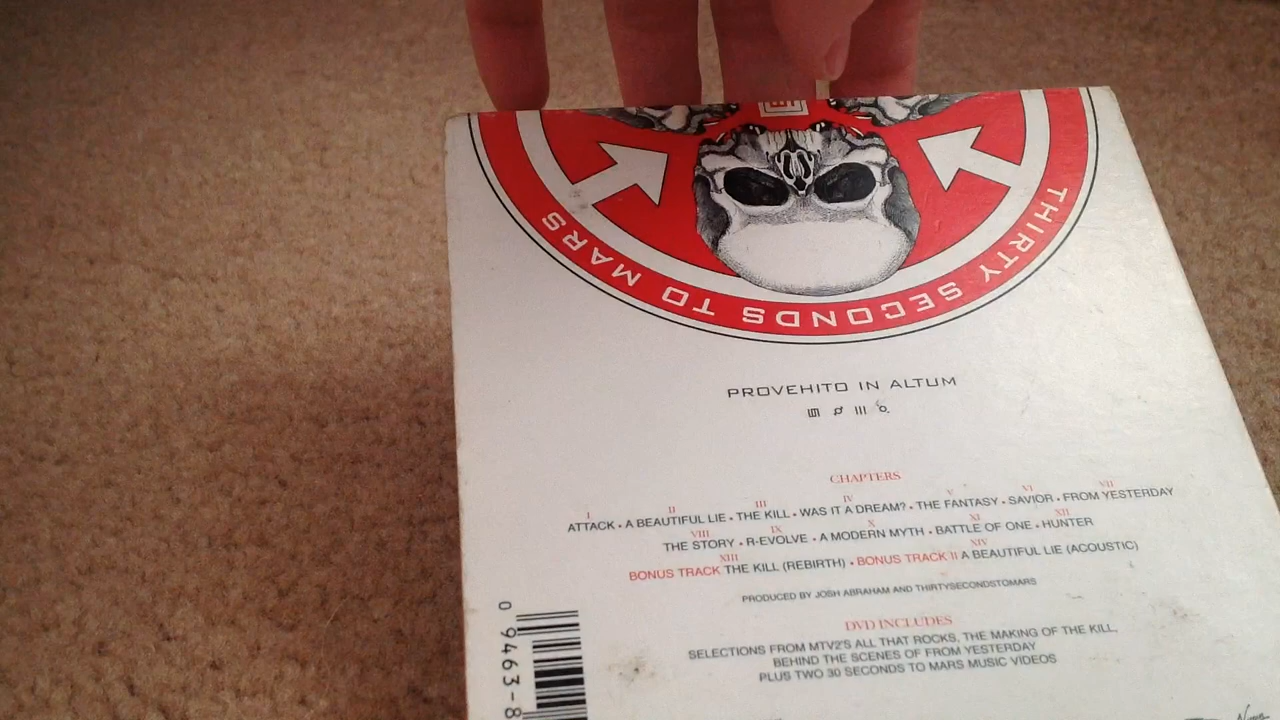 THIRTY SECONDS TO MARS
PROVEHITO IN ALTUM
CHAPTERS
I II III IV V VI VII
ATTACK • A BEAUTIFUL LIE • THE KILL • WAS IT A DREAM? • THE FANTASY • SAVIOR • FROM YESTERDAY
VIII IX X XI XII
THE STORY • R-EVOLVE • A MODERN MYTH • BATTLE OF ONE • HUNTER
XIII XIV
BONUS TRACK THE KILL (REBIRTH) • BONUS TRACK II A BEAUTIFUL LIE (ACOUSTIC)
PRODUCED BY JOSH ABRAHAM AND THIRTYSECONDSTOMARS
DVD INCLUDES
SELECTIONS FROM MTV2'S ALL THAT ROCKS, THE MAKING OF THE KILL,
BEHIND THE SCENES OF FROM YESTERDAY
PLUS TWO 30 SECONDS TO MARS MUSIC VIDEOS
0 9463-8